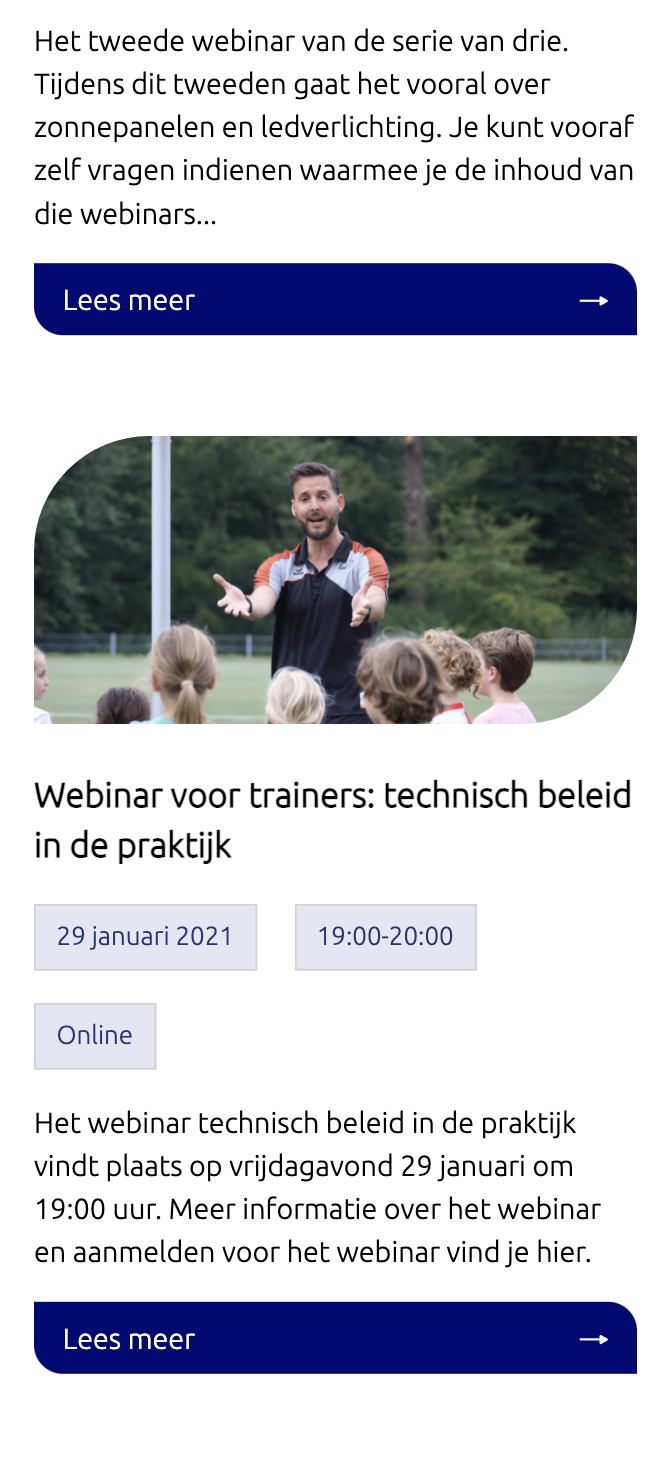 Het tweede webinar van de serie van drie.
Tijdens dit tweeden gaat het vooral over
zonnepanelen en ledverlichting. Je kunt vooraf
zelf vragen indienen waarmee je de inhoud van
die webinars...
Lees meer
Webinar voor trainers: technisch beleid
in de praktijk
29 januari 2021
19:00-20:00
Online
Het webinar technisch beleid in de praktijk
vindt plaats op vrijdagavond 29 januari om
19:00 uur. Meer informatie over het webinar
en aanmelden voor het webinar vind je hier.
Lees meer